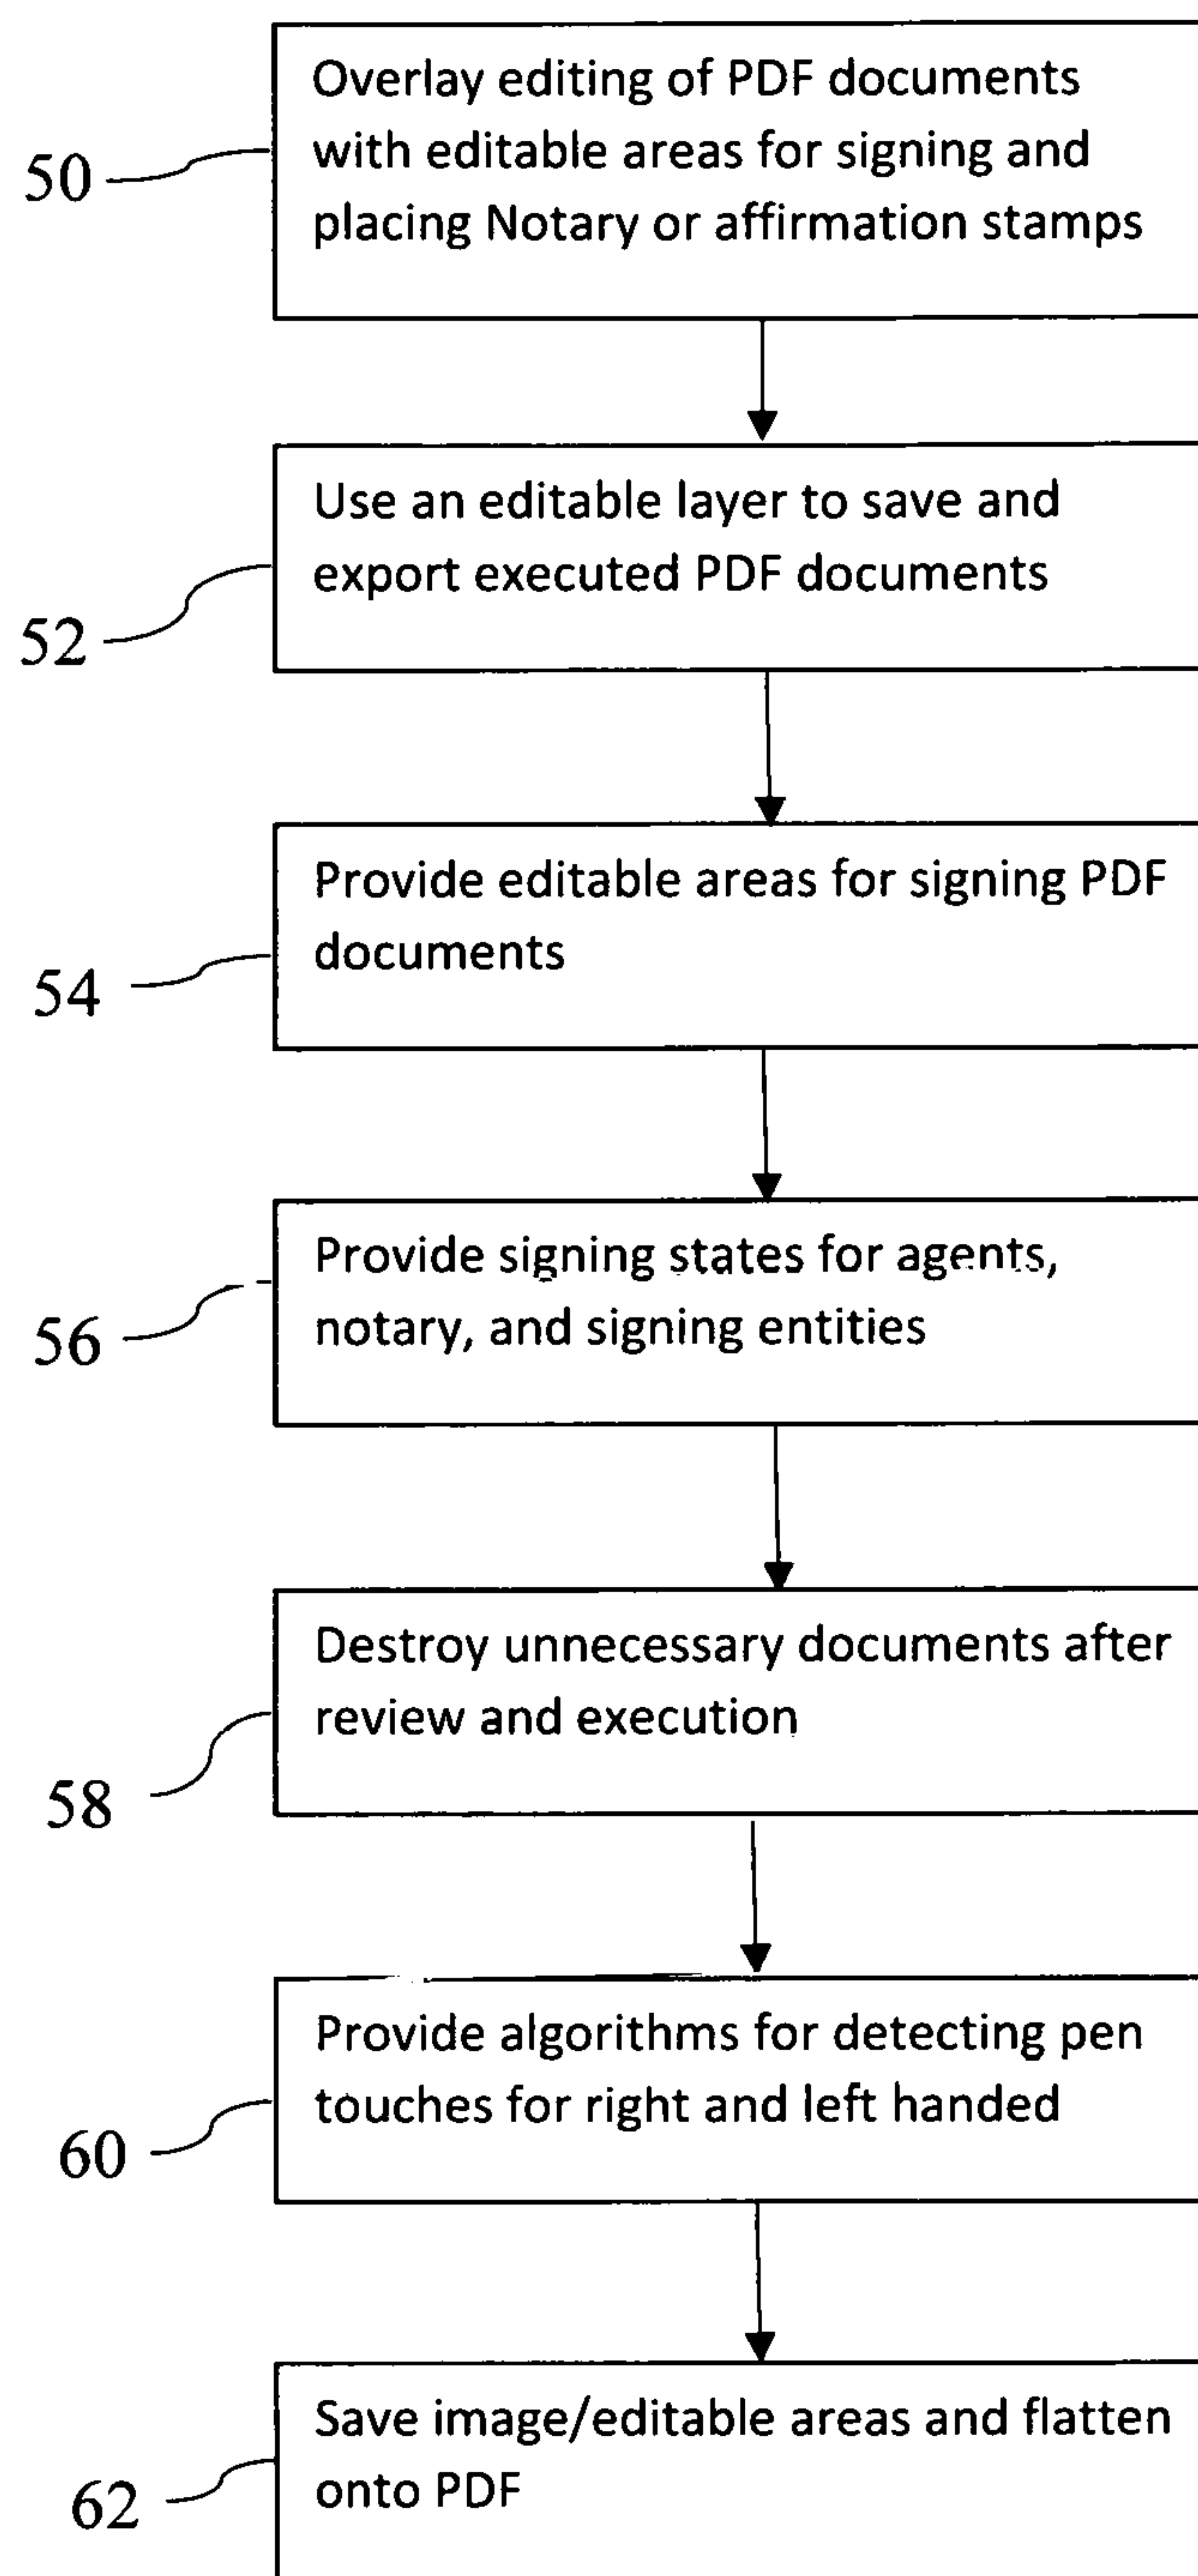 Overlay editing of PDF documents
with editable areas for signing and
placing Notary or affirmation stamps
50
Use an editable layer to save and
export executed PDF documents
52
Provide editable areas for signing PDF
documents
54
Provide signing states for agents,
notary, and signing entities
56
Destroy unnecessary documents after
review and execution
58
Provide algorithms for detecting pen
touches for right and left handed
60
Save image/editable areas and flatten
onto PDF
62